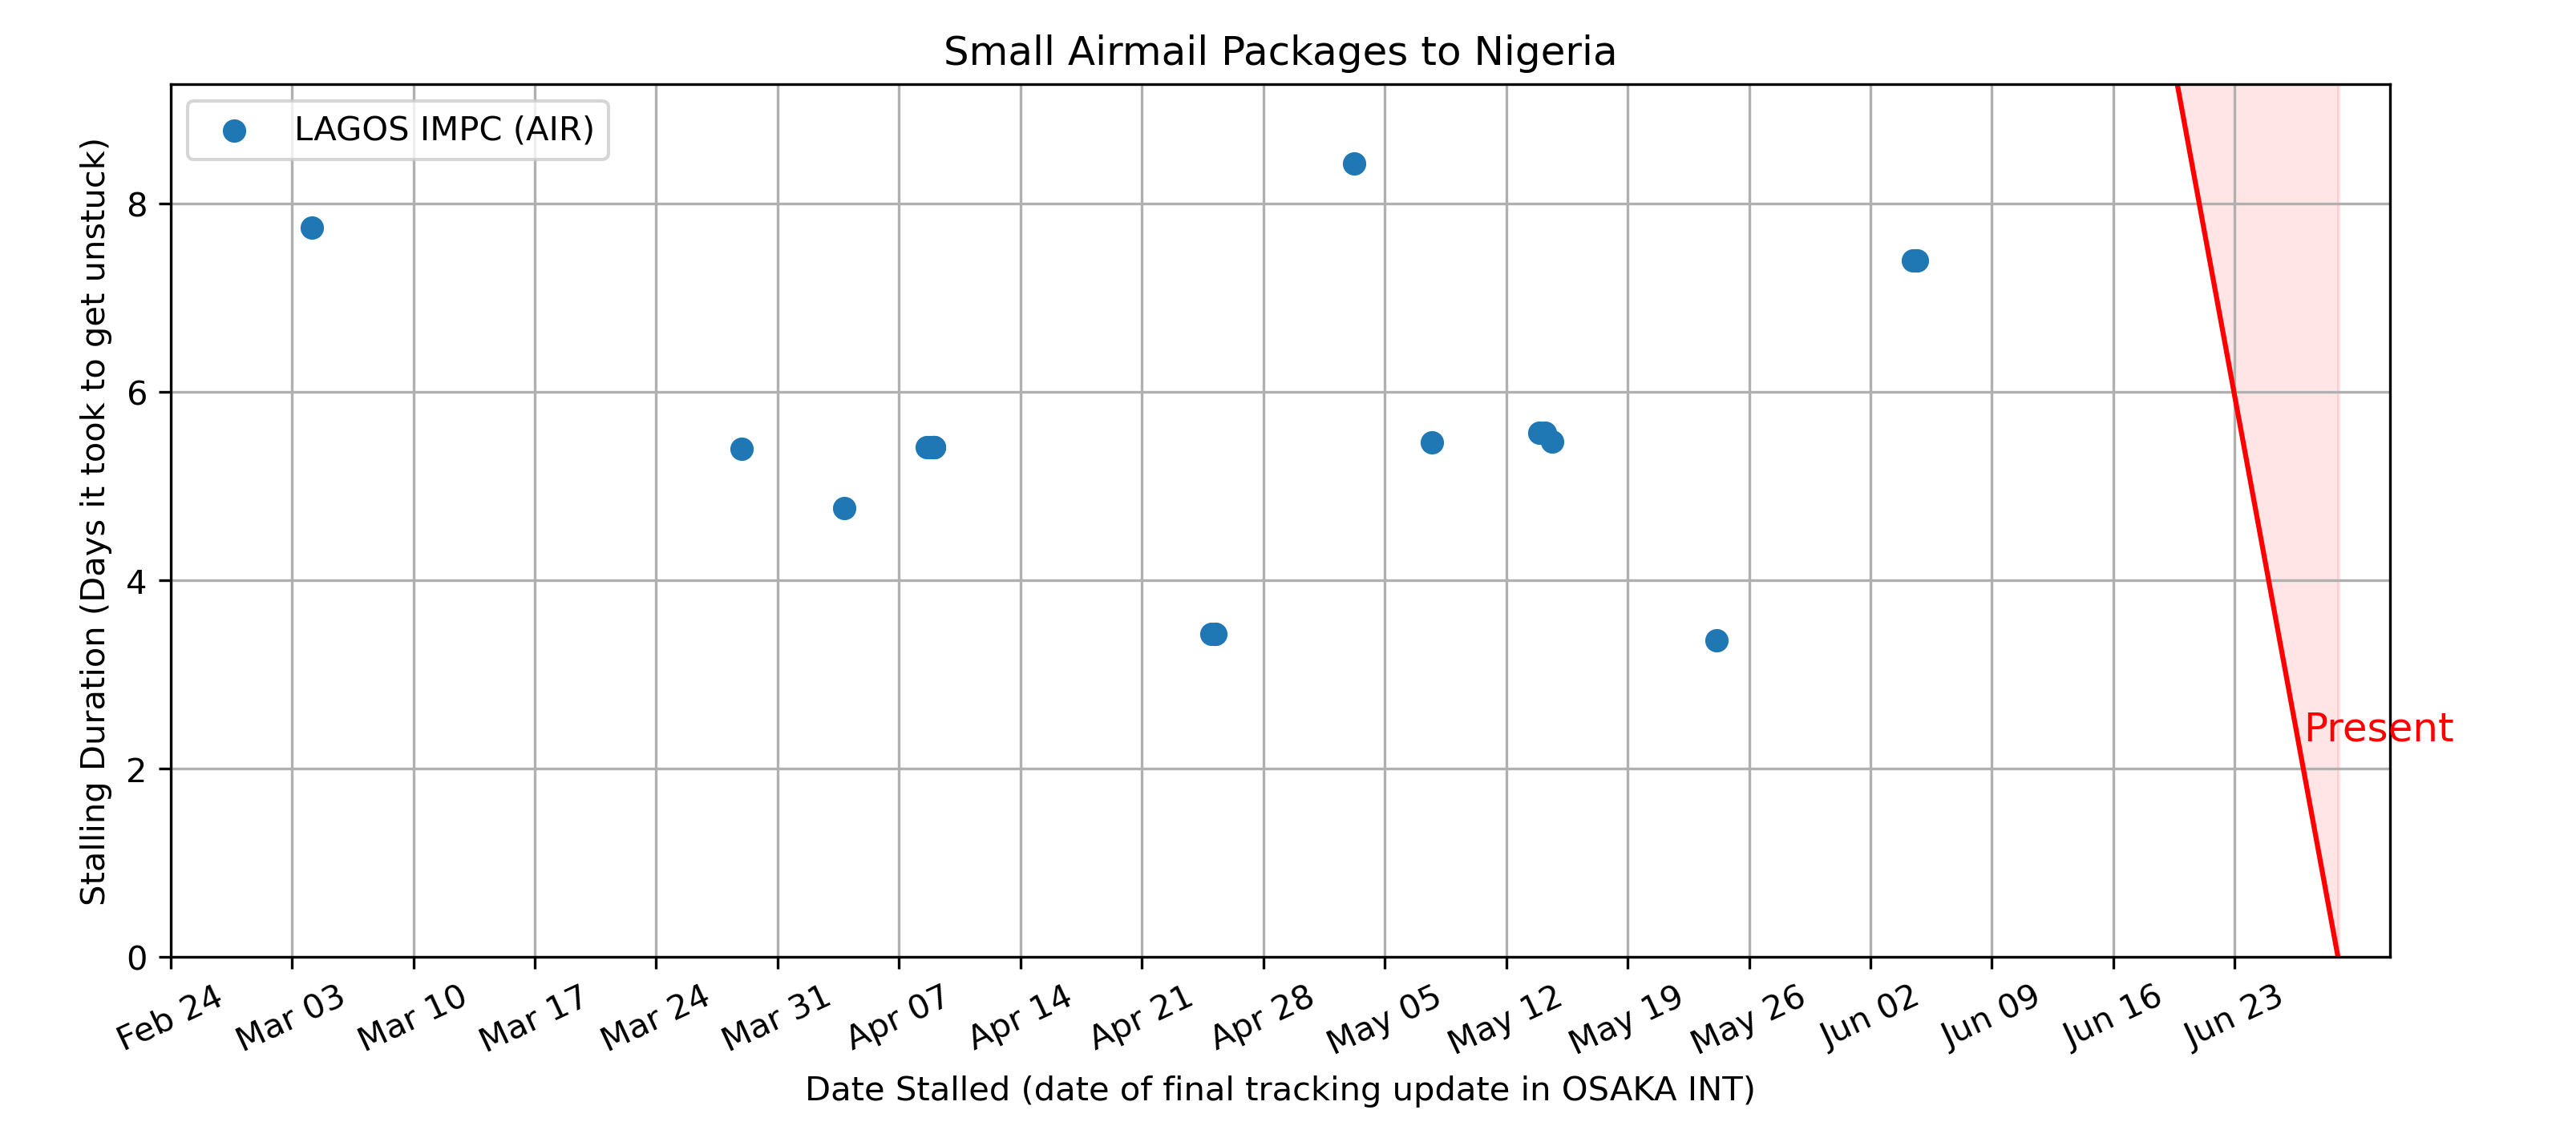 Small Airmail Packages to Nigeria
LAGOS IMPC (AIR)
Stalling Duration (Days it took to get unstuck)
8
6
4
2
0
Present
Feb 24
Mar 03
Mar 10
Mar 17
Mar 24
Mar 31
Apr 07
Apr 14
Apr 21
Apr 28
May 05
May 12
May 19
May 26
Jun 02
Jun 09
Jun 16
Jun 23
Date Stalled (date of final tracking update in OSAKA INT)